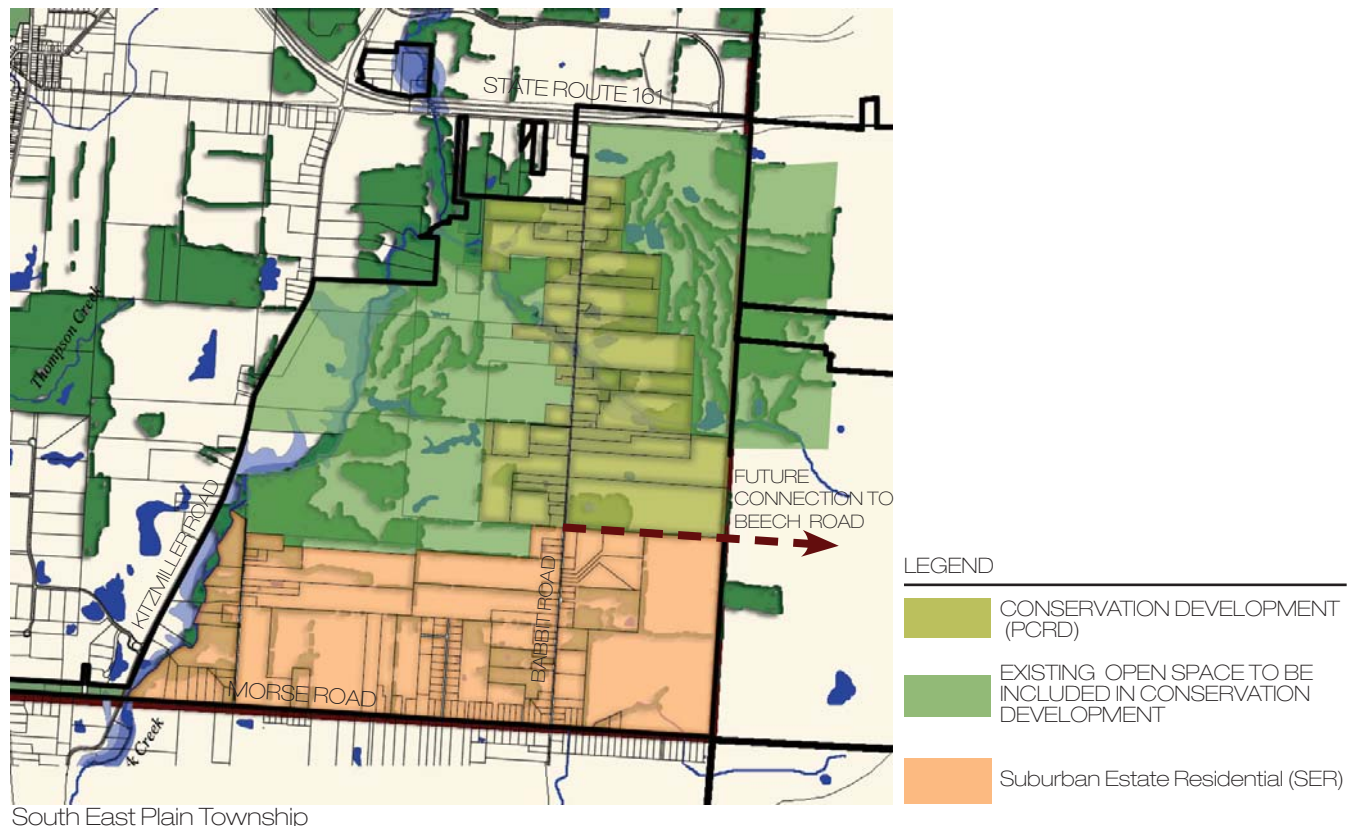 STATE ROUTE 161
Thompson Creek
KITZMILLER ROAD
FUTURE
CONNECTION TO
BEECH ROAD
BABBITT ROAD
MORSE ROAD
k Creek
South East Plain Township
LEGEND
CONSERVATION DEVELOPMENT
(PCRD)
EXISTING OPEN SPACE TO BE
INCLUDED IN CONSERVATION
DEVELOPMENT
Suburban Estate Residential (SER)